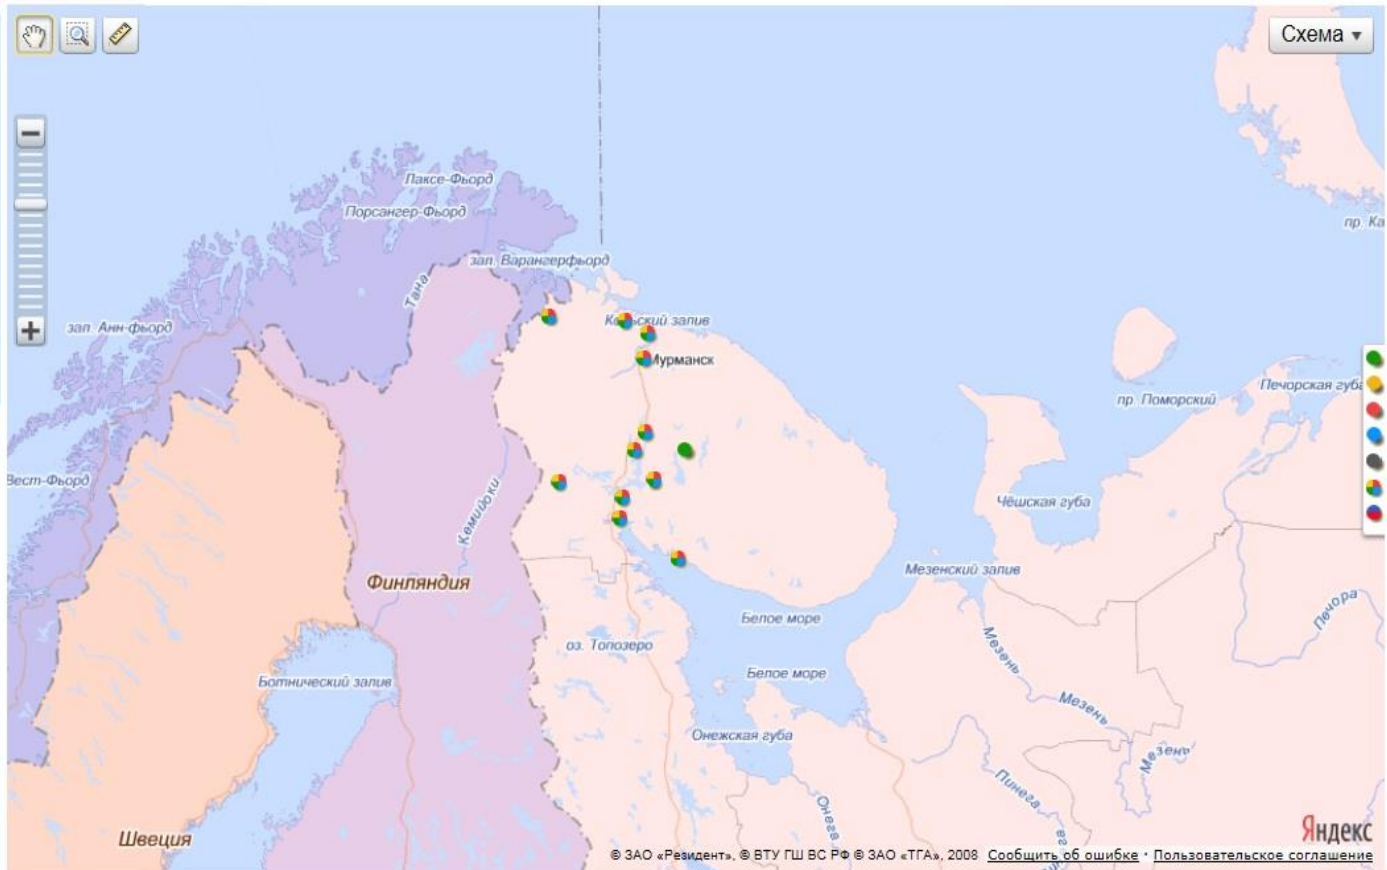 Схема
Лаксе-Фьорд
Порсангер-Фьорд
пр. Ка
зал. Варангерфьорд
Тана
зал. Анн-фьорд
Кольский залив
Мурманск
Печорская губа
пр. Поморский
Вест-Фьорд
Чёшская губа
Кемийоки
Мезенский залив
Финляндия
Печора
Белое море
оз. Топозеро
Мезень
Белое море
Ботнический залив
Мезень
Онежская губа
Мезень
Пинега
Онега
Швеция
Яндекс
© ЗАО «Резидент», © ВТУ ГШ ВС РФ © ЗАО «ТГА», 2008 Сообщить об ошибке · Пользовательское соглашение